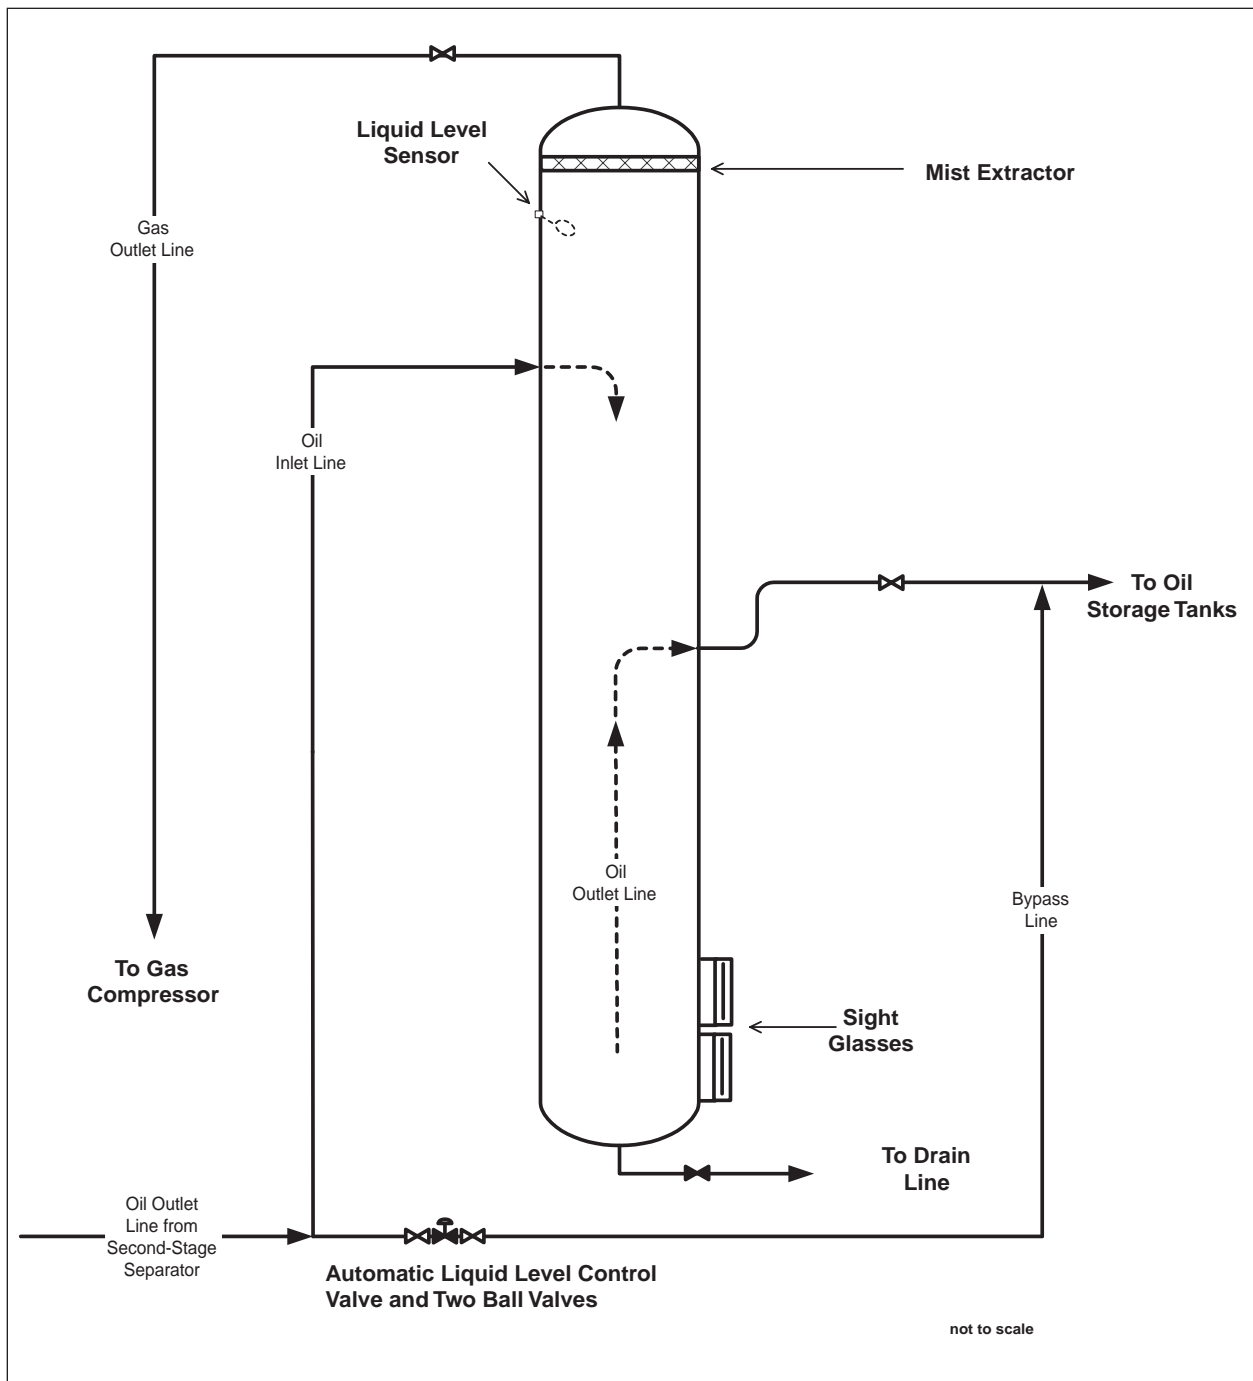 Liquid Level
Sensor
Mist Extractor
Gas
Outlet Line
Oil
Inlet Line
To Oil
Storage Tanks
Oil
Outlet Line
Bypass
Line
To Gas
Compressor
Sight
Glasses
To Drain
Line
Oil Outlet
Line from
Second-Stage
Separator
Automatic Liquid Level Control
Valve and Two Ball Valves
not to scale